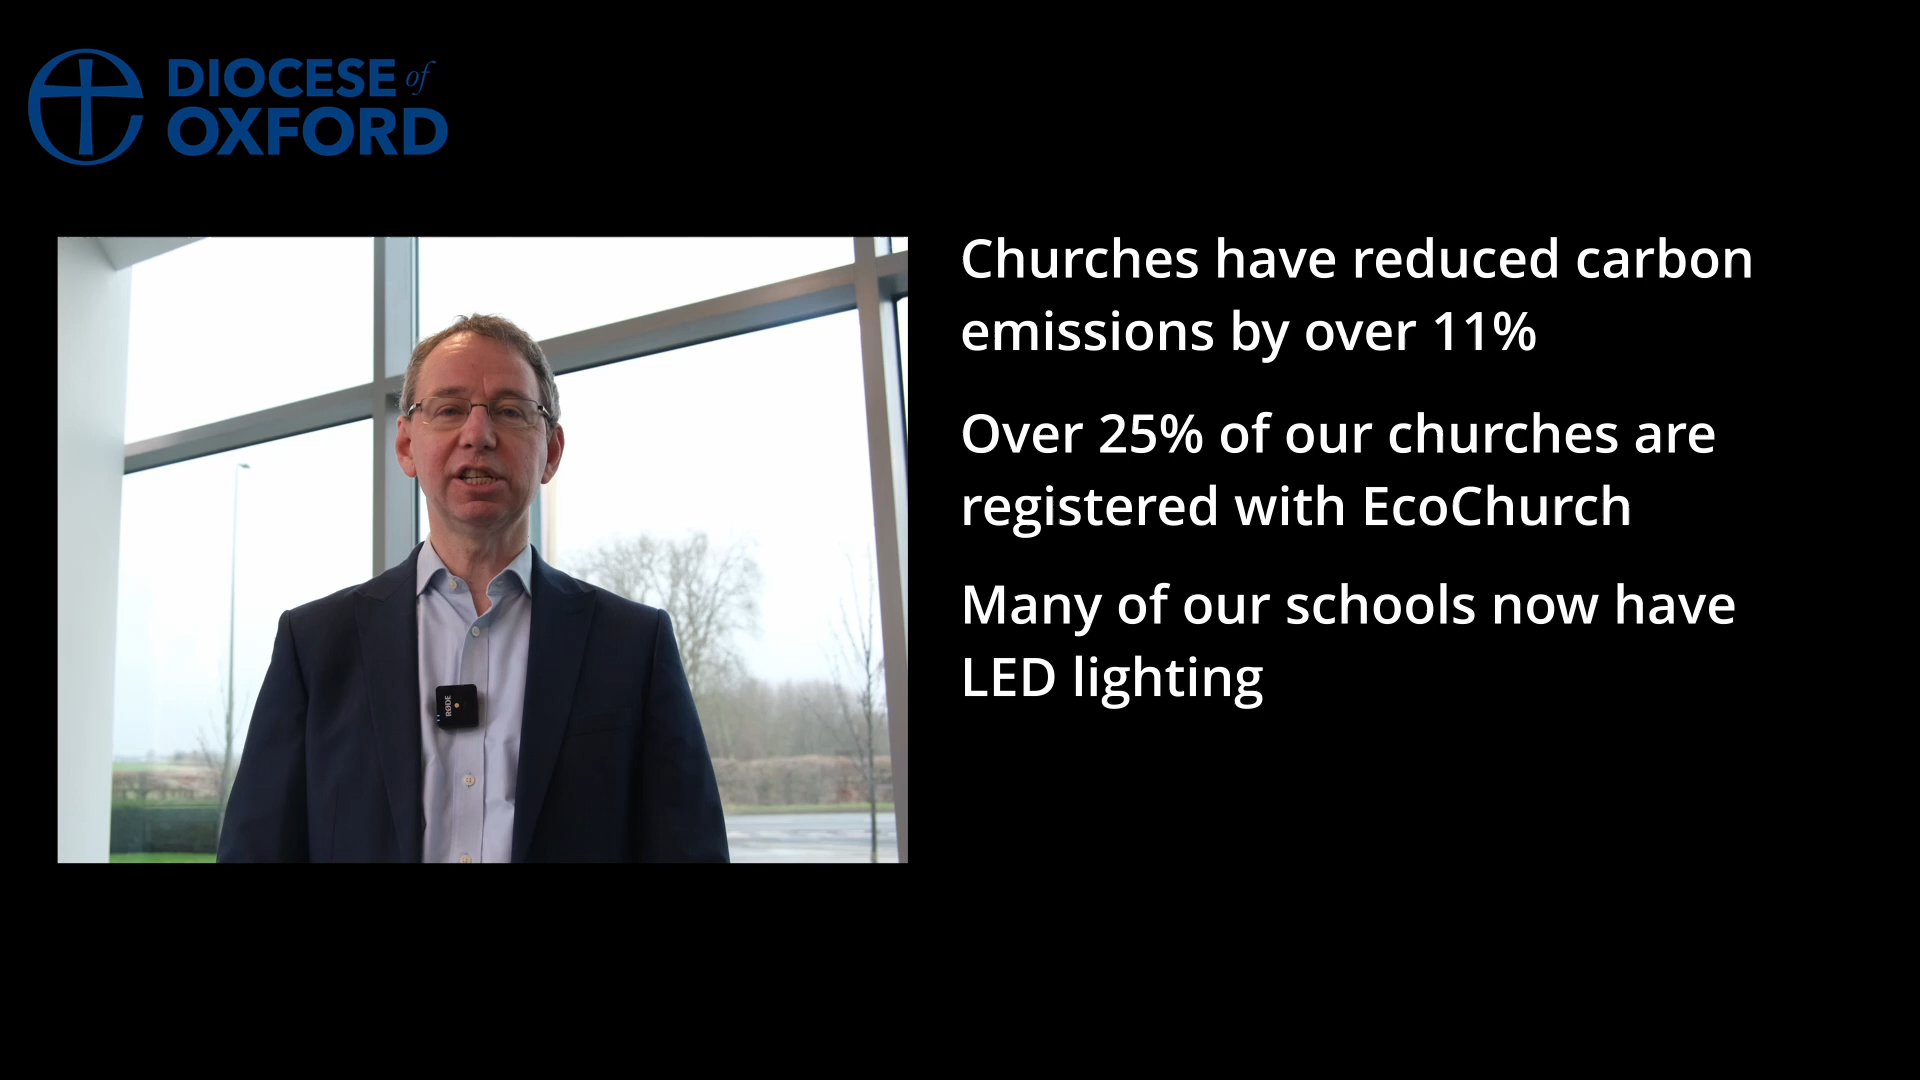 DIOCESE of
OXFORD
Churches have reduced carbon
emissions by over 11%
Over 25% of our churches are
registered with EcoChurch
Many of our schools now have
LED lighting
RØDE